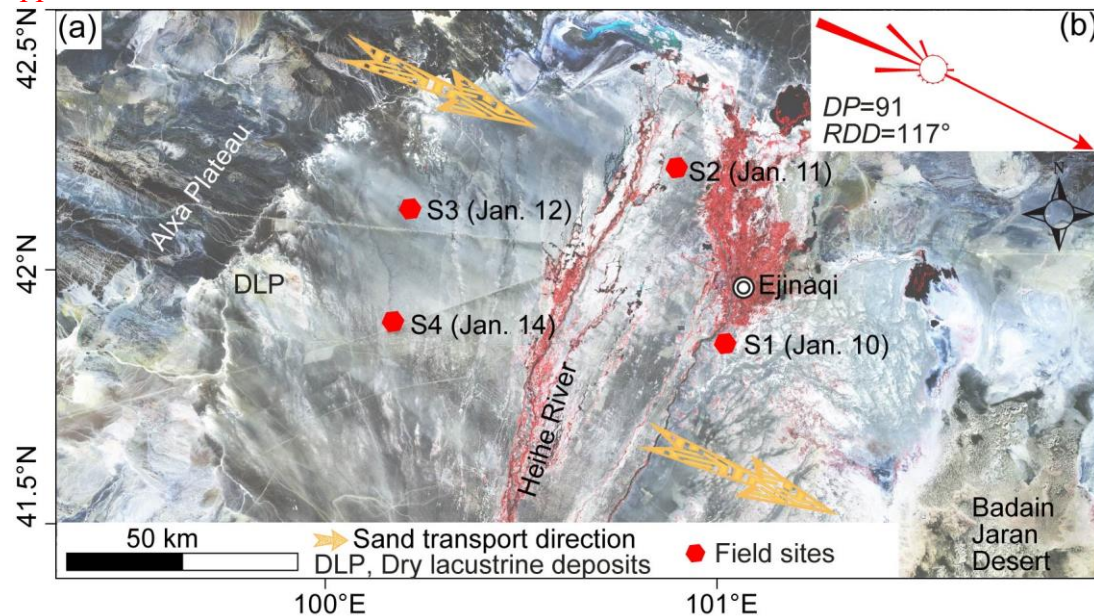 (a)
(b)
42.5°N
42°N
41.5°N
DP=91
RDD=117°
N
Alxa Plateau
S2 (Jan. 11)
S3 (Jan. 12)
DLP
Ejinaqi
S4 (Jan. 14)
S1 (Jan. 10)
Heihe River
Badain
Jaran
Desert
50 km
Sand transport direction
DLP, Dry lacustrine deposits
Field sites
100°E
101°E